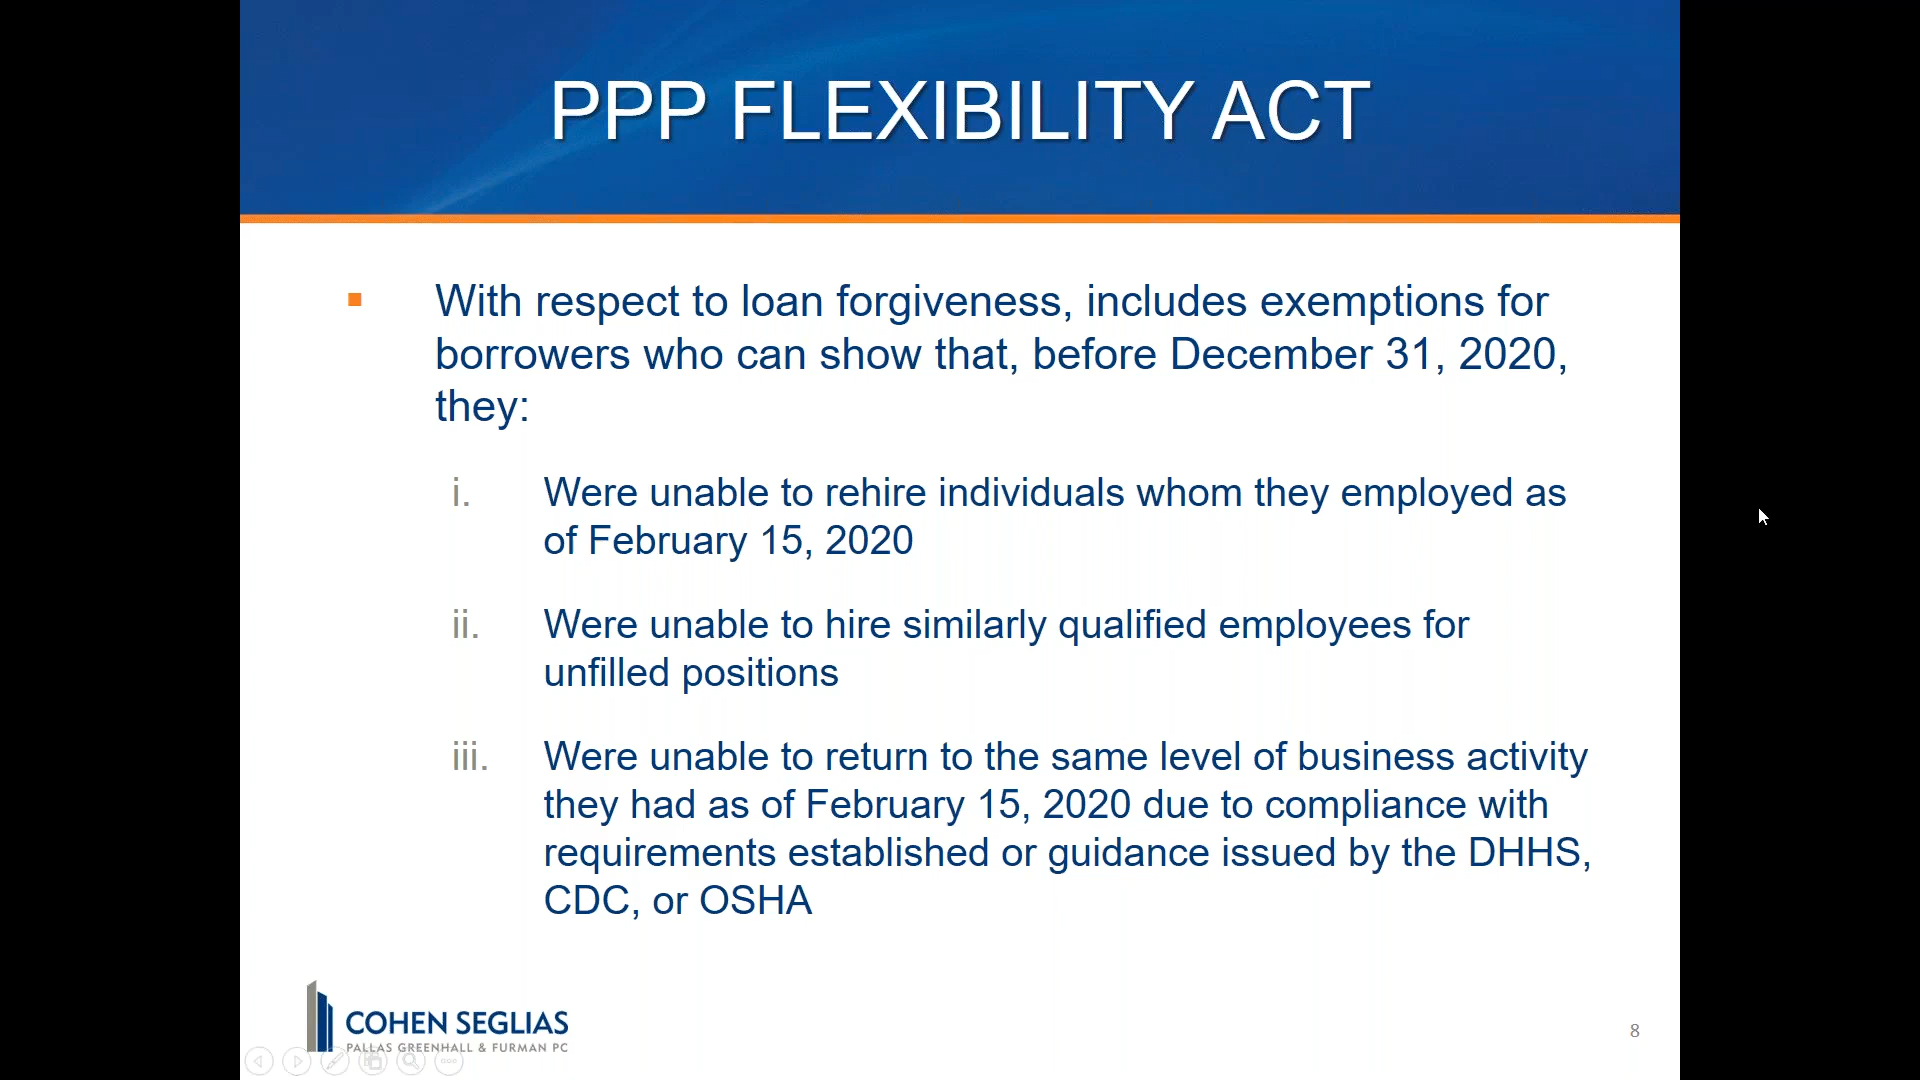 PPP FLEXIBILITY ACT
With respect to loan forgiveness, includes exemptions for
borrowers who can show that, before December 31, 2020,
they:
i. Were unable to rehire individuals whom they employed as
of February 15, 2020
ii. Were unable to hire similarly qualified employees for
unfilled positions
iii. Were unable to return to the same level of business activity
they had as of February 15, 2020 due to compliance with
requirements established or guidance issued by the DHHS,
CDC, or OSHA
COHEN SEGLIAS
PALLAS GREENHALL & FURMAN PC
8